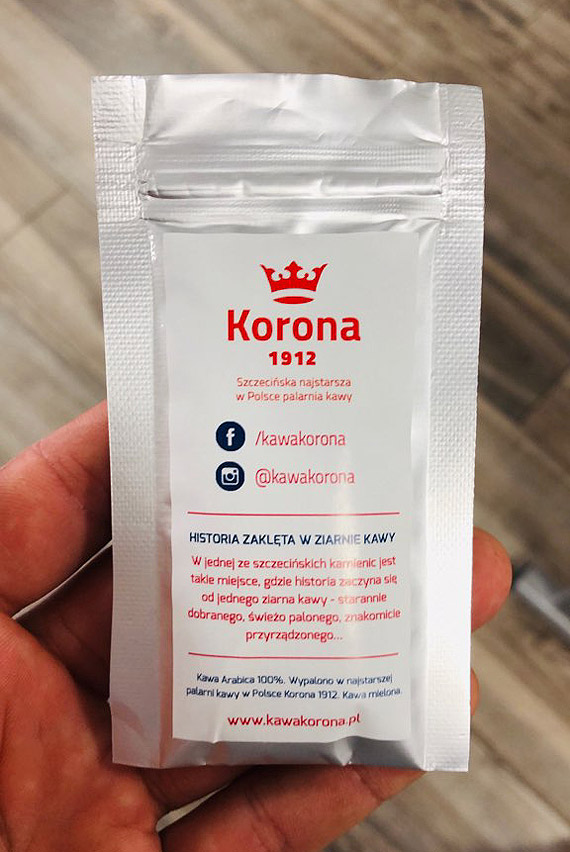 Korona
1912
Szczecińska najstarsza
w Polsce palarnia kawy
/kawakorona
@kawakorona
HISTORIA ZAKLĘTA W ZIARNIE KAWY
W jednej ze szczecińskich kamienic jest
takie miejsce, gdzie historia zaczyna się
od jednego ziarna kawy - starannie
dobranego, świeżo palonego, znakomicie
przyrządzonego...
Kawa Arabica 100%. Wypalono w najstarszej
palarni kawy w Polsce Korona 1912. Kawa mielona.
www.kawakorona.pl